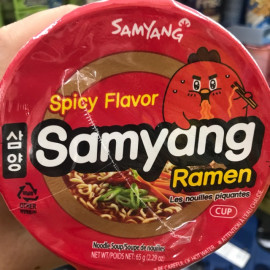 SAMYANG
Spicy Flavor
삼양
Samyang
Ramen
Les nouilles piquantes
CUP
Noodle Soup/Soupe de nouilles
NET WT/POIDS NET 65 g (2.29 oz)